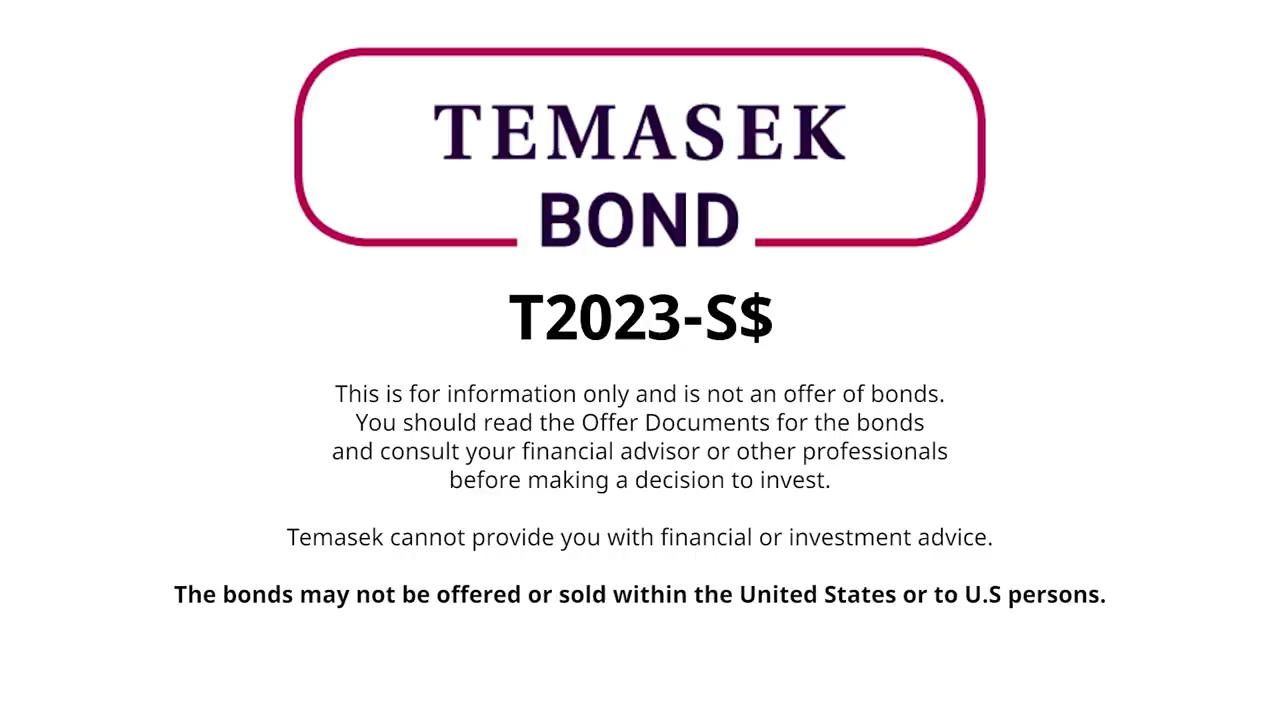 TEMASEK
BOND
T2023-S$
This is for information only and is not an offer of bonds.
You should read the Offer Documents for the bonds
and consult your financial advisor or other professionals
before making a decision to invest.
Temasek cannot provide you with financial or investment advice.
The bonds may not be offered or sold within the United States or to U.S persons.